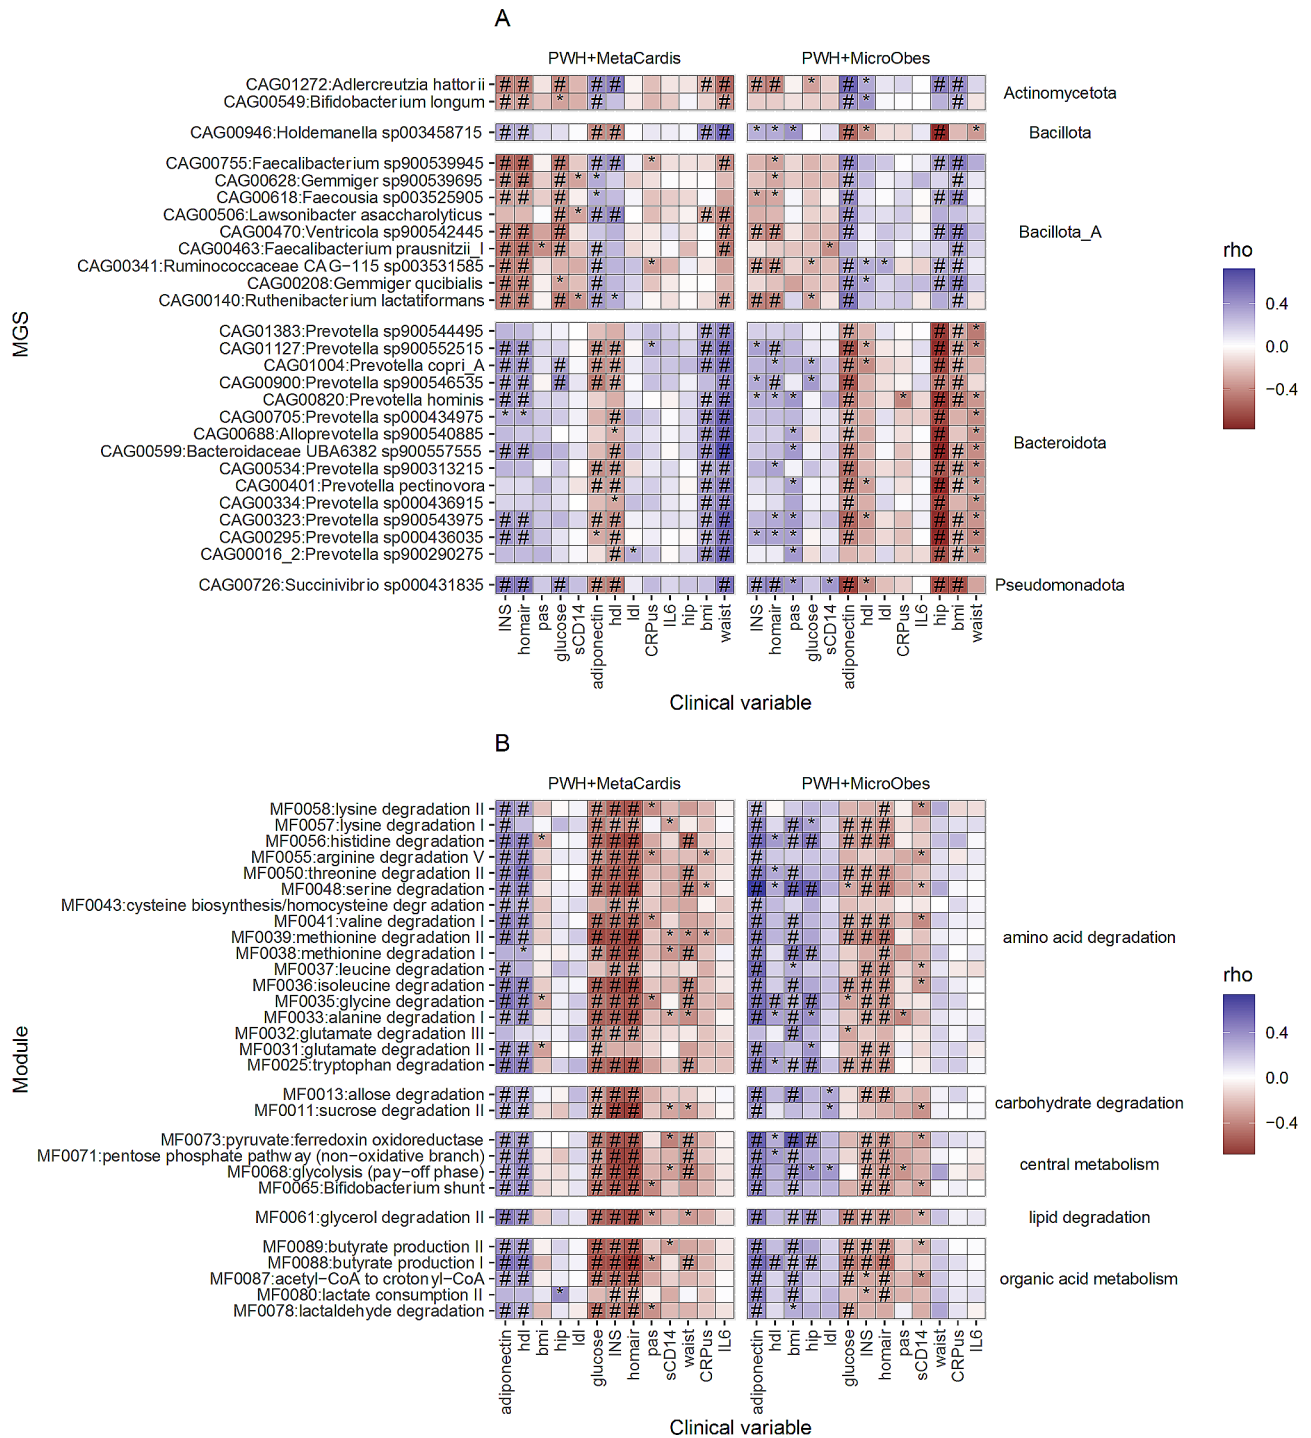 A
PWH+MetaCardis PWH+MicroObes
CAG01272:Adlercreutzia hattorii
CAG00549:Bifidobacterium longum
Actinomycetota
CAG00946:Holdemanella sp003458715
Bacillota
CAG00755:Faecalibacterium sp900539945
CAG00628:Gemmiger sp900539695
CAG00618:Faecousia sp003525905
CAG00506:Lawsonibacter asaccharolyticus
CAG00470:Ventricola sp900542445
CAG00463:Faecalibacterium prausnitzii_I
CAG00341:Ruminococcaceae CAG-115 sp003531585
CAG00208:Gemmiger qucibialis
CAG00140:Ruthenibacterium lactatiformans
Bacillota_A
CAG01383:Prevotella sp900544495
CAG01127:Prevotella sp900552515
CAG01004:Prevotella copri_A
CAG00900:Prevotella sp900546535
CAG00820:Prevotella hominis
CAG00705:Prevotella sp000434975
CAG00688:Alloprevotella sp900540885
CAG00599:Bacteroidaceae UBA6382 sp900557555
CAG00534:Prevotella sp900313215
CAG00401:Prevotella pectinovora
CAG00334:Prevotella sp000436915
CAG00323:Prevotella sp900543975
CAG00295:Prevotella sp000436035
CAG00016_2:Prevotella sp900290275
Bacteroidota
CAG00726:Succinivibrio sp000431835
Pseudomonadota
MGS
INS homair pas glucose sCD14 adiponectin hdl ldl CRPus IL6 hip bmi waist
INS homair pas glucose sCD14 adiponectin hdl ldl CRPus IL6 hip bmi waist
Clinical variable
rho
0.4
0.0
−0.4
B
PWH+MetaCardis PWH+MicroObes
MF0058:lysine degradation II
MF0057:lysine degradation I
MF0056:histidine degradation
MF0055:arginine degradation V
MF0050:threonine degradation II
MF0048:serine degradation
MF0043:cysteine biosynthesis/homocysteine degradation
MF0041:valine degradation I
MF0039:methionine degradation II
MF0038:methionine degradation I
MF0037:leucine degradation
MF0036:isoleucine degradation
MF0035:glycine degradation
MF0033:alanine degradation I
MF0032:glutamate degradation III
MF0031:glutamate degradation II
MF0025:tryptophan degradation
amino acid degradation
MF0013:allose degradation
MF0011:sucrose degradation II
carbohydrate degradation
MF0073:pyruvate:ferredoxin oxidoreductase
MF0071:pentose phosphate pathway (non−oxidative branch)
MF0068:glycolysis (pay−off phase)
MF0065:Bifidobacterium shunt
central metabolism
MF0061:glycerol degradation II
lipid degradation
MF0089:butyrate production II
MF0088:butyrate production I
MF0087:acetyl−CoA to crotonyl−CoA
MF0080:lactate consumption II
MF0078:lactaldehyde degradation
organic acid metabolism
Module
adiponectin hdl bmi hip ldl glucose INS homair pas sCD14 waist CRPus IL6
adiponectin hdl bmi hip ldl glucose INS homair pas sCD14 waist CRPus IL6
Clinical variable
rho
0.4
0.0
−0.4